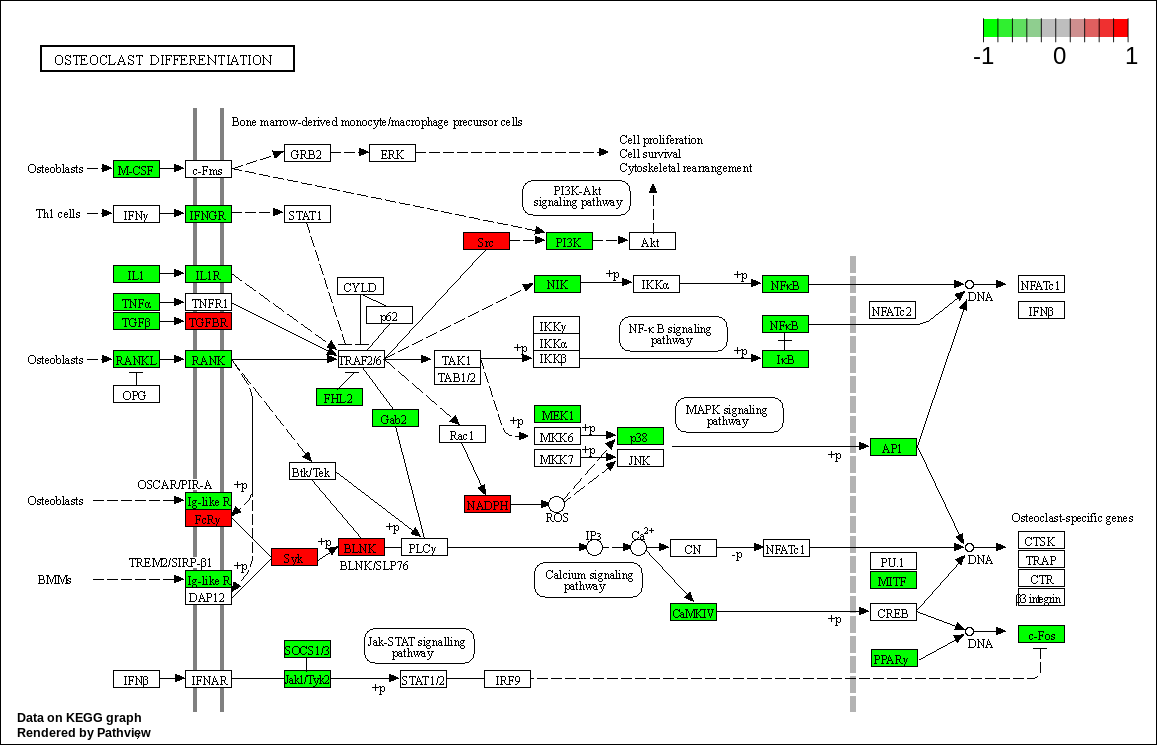 -1 0 1
OSTEOCLAST DIFFERENTIATION
Bone marrow-derived monocyte/macrophage precursor cells
Cell proliferation
Cell survival
Cytoskeletal rearrangement
GRB2
ERK
Osteoblasts
M-CSF
c-Fms
PI3K-Akt
signaling pathway
Th1 cells
IFNγ
IFNGR
STAT1
Src
PI3K
Akt
IL1
IL1R
CYLD
p62
NIK
+p
IKKα
+p
NFκB
DNA
NFATc1
IFNβ
TNFα
TNFR1
TGFβ
TGFBR
NFATc2
IKKγ
IKKα
IKKβ
NF-κ B signaling
pathway
NFκB
Osteoblasts
RANKL
RANK
TRAF2/6
TAK1
TAB1/2
+p
+p
IκB
OPG
FHL2
Gab2
Rac1
+p
MEK1
MKK6
+p
p38
MKK7
+p
JNK
MAPK signaling
pathway
+p
AP1
Btk/Tek
OSCAR/PIR-A
+p
Osteoblasts
Ig-like R
FcRγ
NADPH
ROS
Syk
+p
BLNK
BLNK/SLP76
+p
PLCγ
IP3
Ca2+
CN
-p
NFATc1
DNA
Osteoclast-specific genes
CTSK
TRAP
CTR
β3 integrin
TREM2/SIRP-β1
+p
BMMs
Ig-like R
DAP12
Calcium signaling
pathway
PU.1
MITF
CaMKIV
+p
CREB
DNA
c-Fos
PPARγ
SOCS1/3
Jak-STAT signalling
pathway
IFNβ
IFNAR
Jak1/Tyk2
+p
STAT1/2
IRF9
Data on KEGG graph
Rendered by Pathview